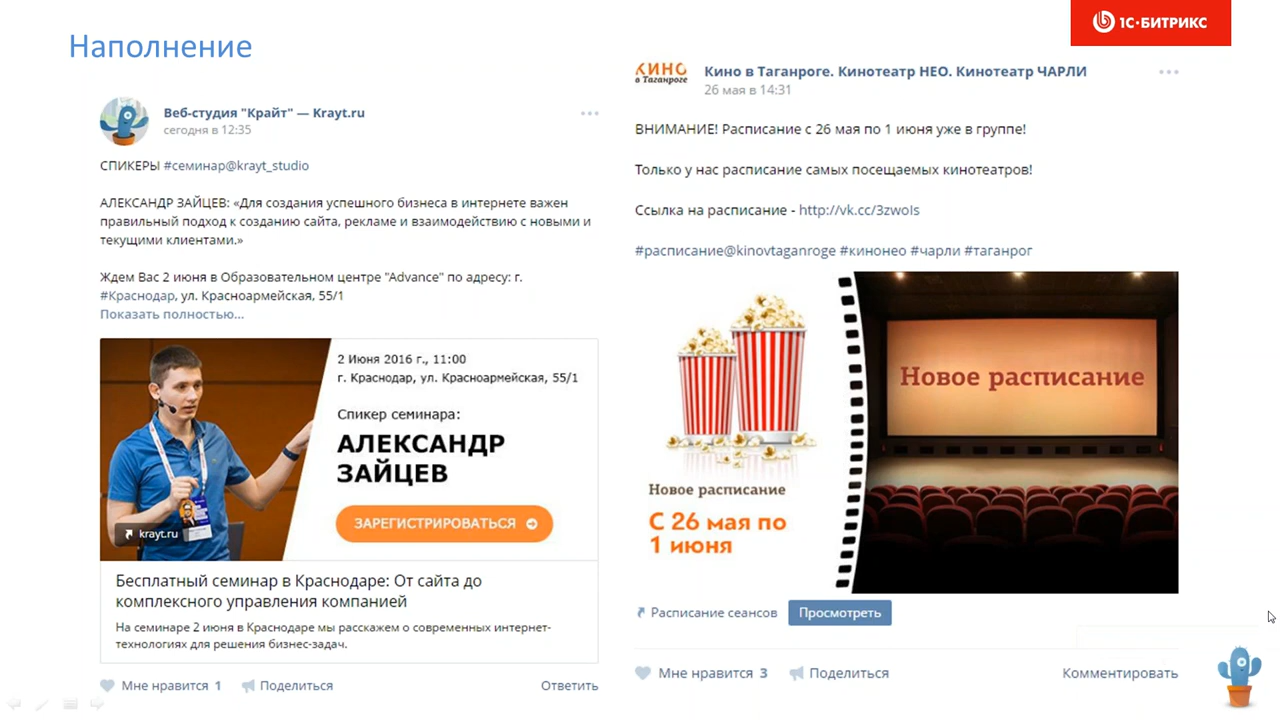 Наполнение
1С·БИТРИКС
Веб-студия "Крайт" — Krayt.ru
сегодня в 12:35
СПИКЕРЫ #семинар@krayt_studio
АЛЕКСАНДР ЗАЙЦЕВ: «Для создания успешного бизнеса в интернете важен
правильный подход к созданию сайта, рекламе и взаимодействию с новыми и
текущими клиентами.»
Ждем Вас 2 июня в Образовательном центре "Advance" по адресу: г.
#Краснодар, ул. Красноармейская, 55/1
Показать полностью...
2 Июня 2016 г., 11:00
г. Краснодар, ул. Красноармейская, 55/1
Спикер семинара:
АЛЕКСАНДР
ЗАЙЦЕВ
ЗАРЕГИСТРИРОВАТЬСЯ
krayt.ru
Бесплатный семинар в Краснодаре: От сайта до
комплексного управления компанией
На семинаре 2 июня в Краснодаре мы расскажем о современных интернет-
технологиях для решения бизнес-задач.
Мне нравится 1 Поделиться Ответить
КИНО
в Таганроге
Кино в Таганроге. Кинотеатр НЕО. Кинотеатр ЧАРЛИ
26 мая в 14:31
ВНИМАНИЕ! Расписание с 26 мая по 1 июня уже в группе!
Только у нас расписание самых посещаемых кинотеатров!
Ссылка на расписание - http://vk.cc/3zwoIs
#расписание@kinovtaganroge #кинонео #чарли #таганрог
Новое расписание
Новое расписание
С 26 мая по
1 июня
Расписание сеансов Просмотреть
Мне нравится 3 Поделиться Комментировать